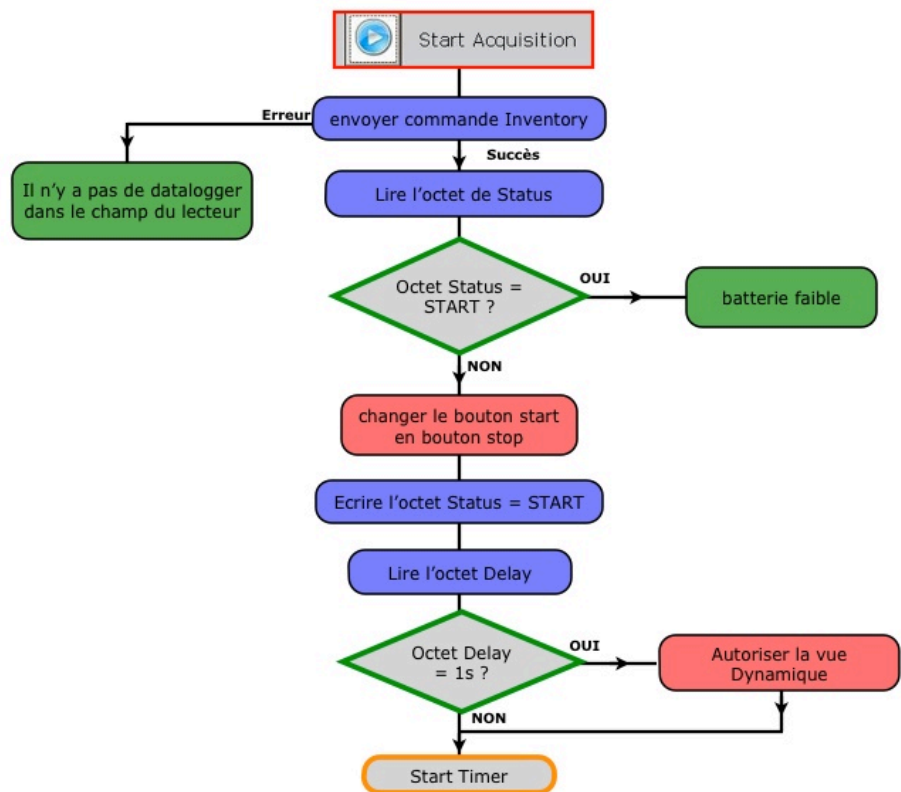 Start Acquisition
Erreur
envoyer commande Inventory
Succès
Il n'y a pas de datalogger
dans le champ du lecteur
Lire l'octet de Status
Octet Status =
START ?
OUI
batterie faible
NON
changer le bouton start
en bouton stop
Ecrire l'octet Status = START
Lire l'octet Delay
Octet Delay
= 1s ?
OUI
Autoriser la vue
Dynamique
NON
Start Timer